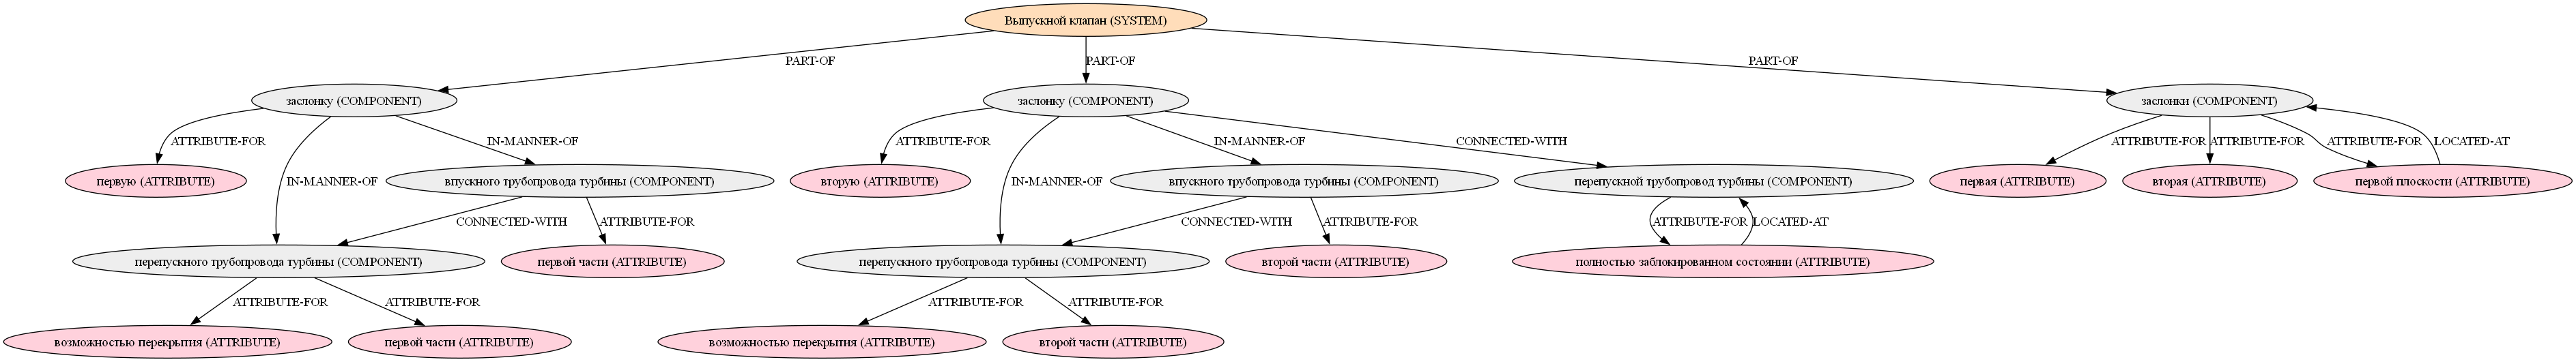 Выпускной клапан (SYSTEM)
PART-OF
PART-OF
PART-OF
заслонку (COMPONENT)
заслонку (COMPONENT)
заслонки (COMPONENT)
ATTRIBUTE-FOR
IN-MANNER-OF
ATTRIBUTE-FOR
IN-MANNER-OF
CONNECTED-WITH
ATTRIBUTE-FOR
ATTRIBUTE-FOR
ATTRIBUTE-FOR
LOCATED-AT
первую (ATTRIBUTE)
IN-MANNER-OF
впускного трубопровода турбины (COMPONENT)
вторую (ATTRIBUTE)
IN-MANNER-OF
впускного трубопровода турбины (COMPONENT)
перепускной трубопровод турбины (COMPONENT)
первая (ATTRIBUTE)
вторая (ATTRIBUTE)
первой плоскости (ATTRIBUTE)
CONNECTED-WITH
ATTRIBUTE-FOR
CONNECTED-WITH
ATTRIBUTE-FOR
ATTRIBUTE-FOR
LOCATED-AT
перепускного трубопровода турбины (COMPONENT)
первой части (ATTRIBUTE)
перепускного трубопровода турбины (COMPONENT)
второй части (ATTRIBUTE)
полностью заблокированном состоянии (ATTRIBUTE)
ATTRIBUTE-FOR
ATTRIBUTE-FOR
ATTRIBUTE-FOR
ATTRIBUTE-FOR
возможностью перекрытия (ATTRIBUTE)
первой части (ATTRIBUTE)
возможностью перекрытия (ATTRIBUTE)
второй части (ATTRIBUTE)